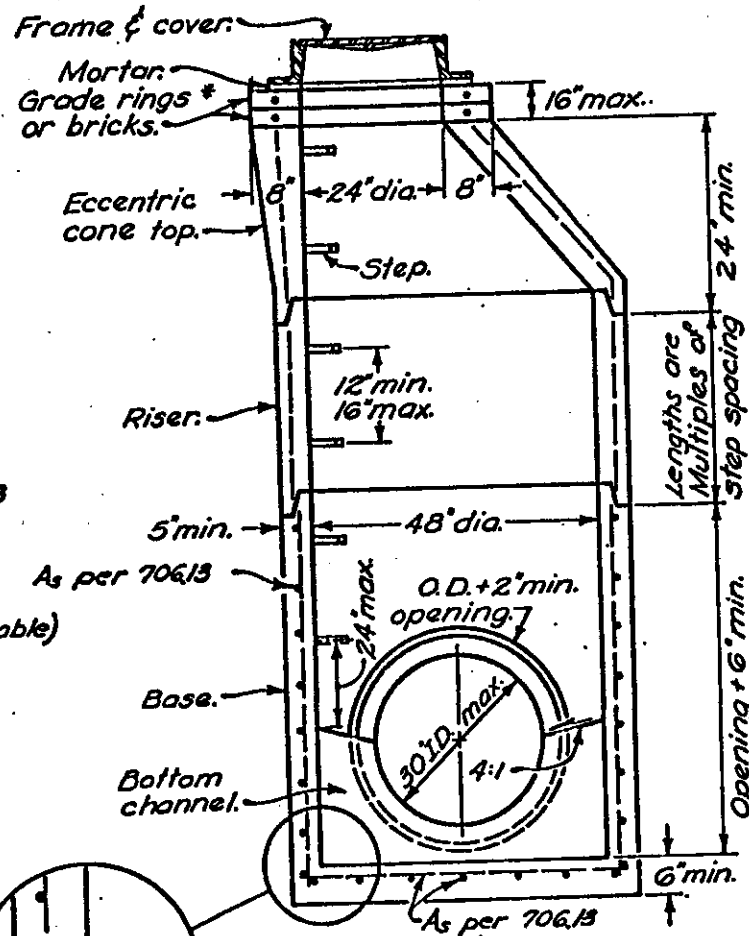 Frame & cover.
Mortar.
Grade rings *
or bricks.
16" max.
8"
24" dia.
8"
24" min.
Eccentric
cone top.
Step.
12" min.
16" max.
Lengths are
Multiples of
step spacing
Riser.
5" min.
48" dia.
As per 706.13
24" max.
O.D. + 2" min.
opening.
able)
Base.
30" I.D. max.
4:1
Opening + 6" min.
Bottom
channel.
6" min.
As per 706.13